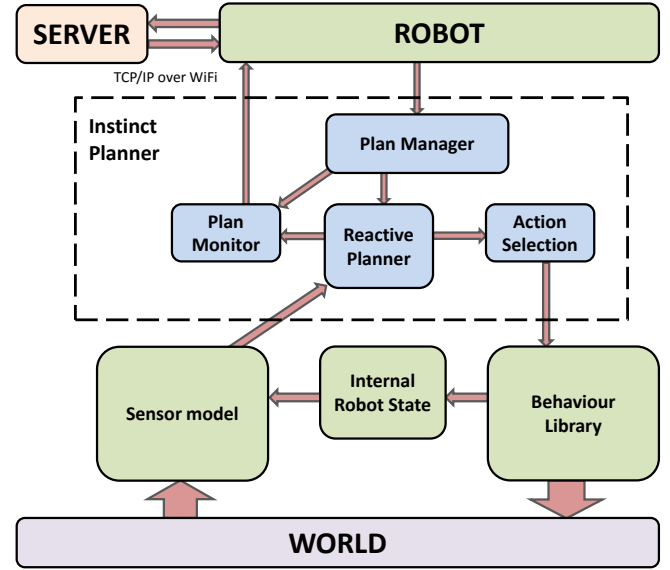 SERVER
ROBOT
TCP/IP over WiFi
Instinct
Planner
Plan Manager
Plan
Monitor
Reactive
Planner
Action
Selection
Sensor model
Internal
Robot State
Behaviour
Library
WORLD